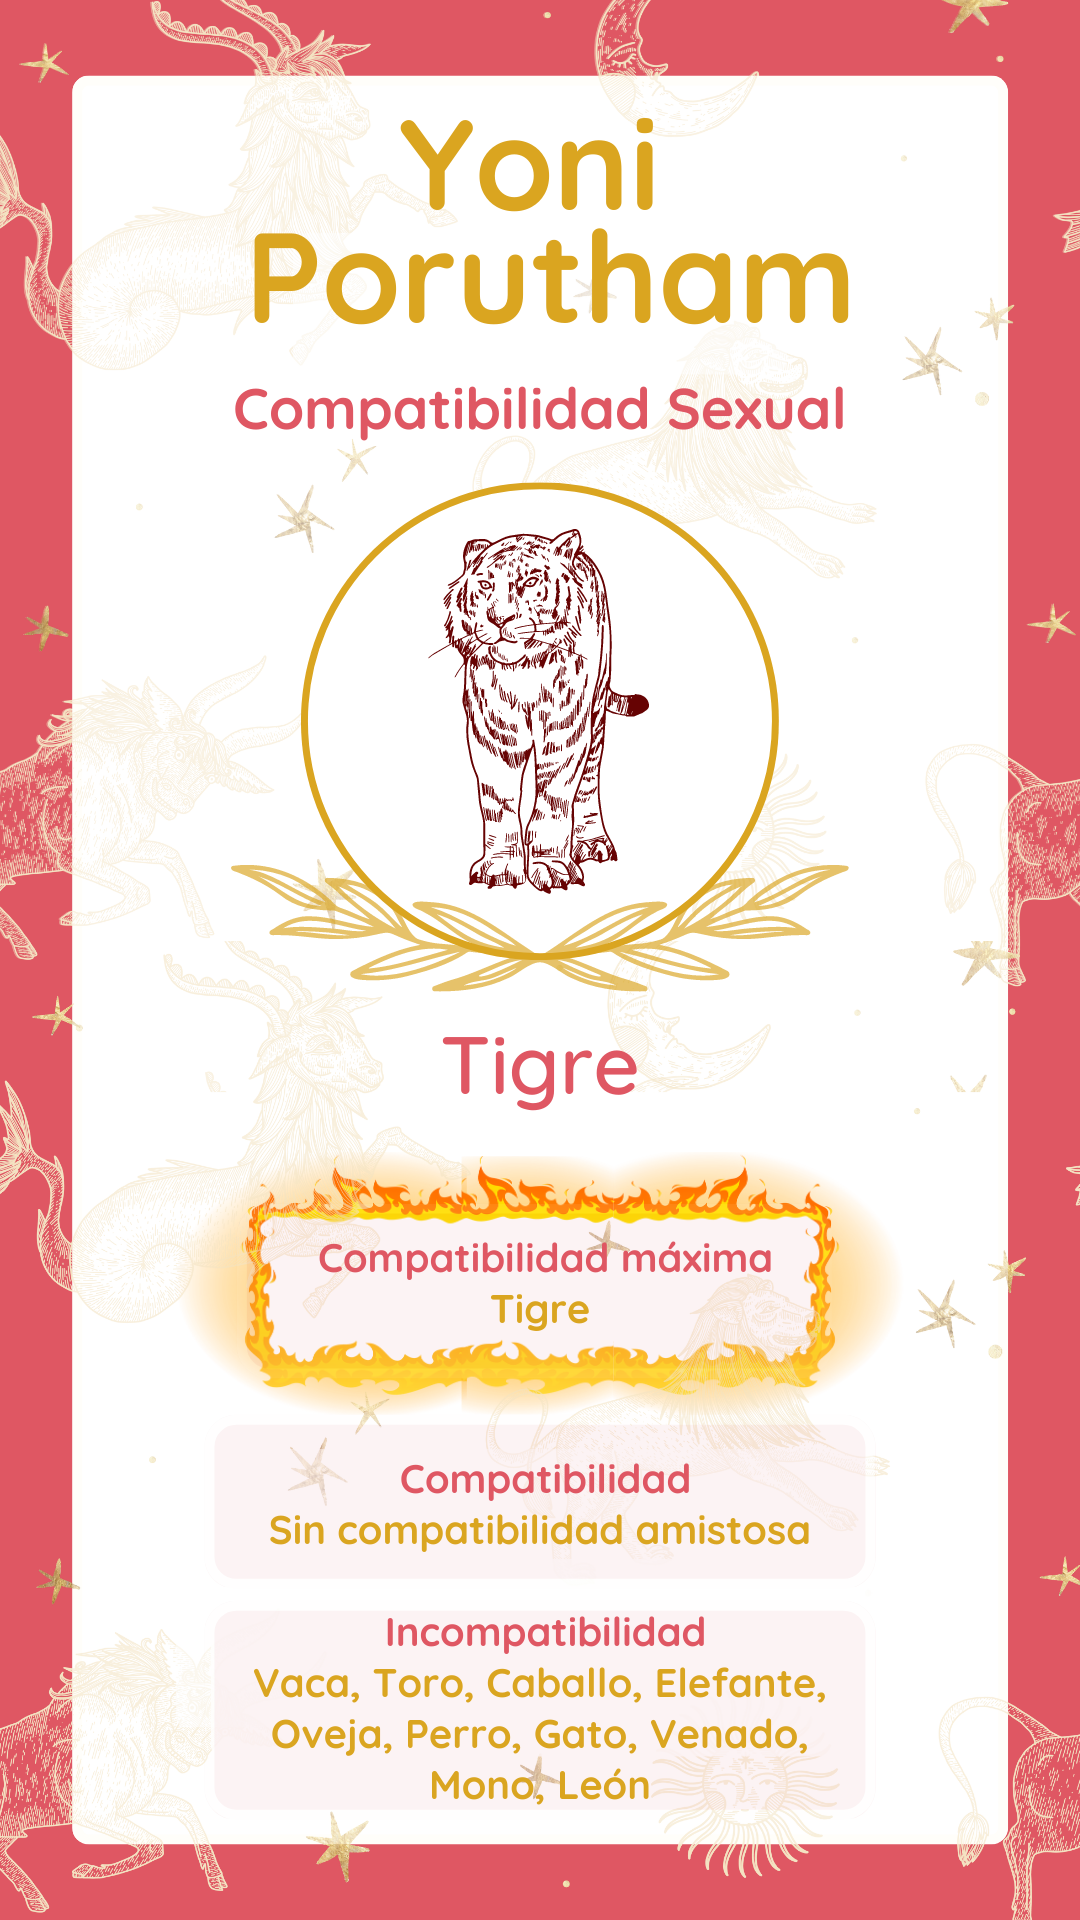 Yoni
Porutham
Compatibilidad Sexual
Tigre
Compatibilidad máxima
Tigre
Compatibilidad
Sin compatibilidad amistosa
Incompatibilidad
Vaca, Toro, Caballo, Elefante,
Oveja, Perro, Gato, Venado,
Mono, León